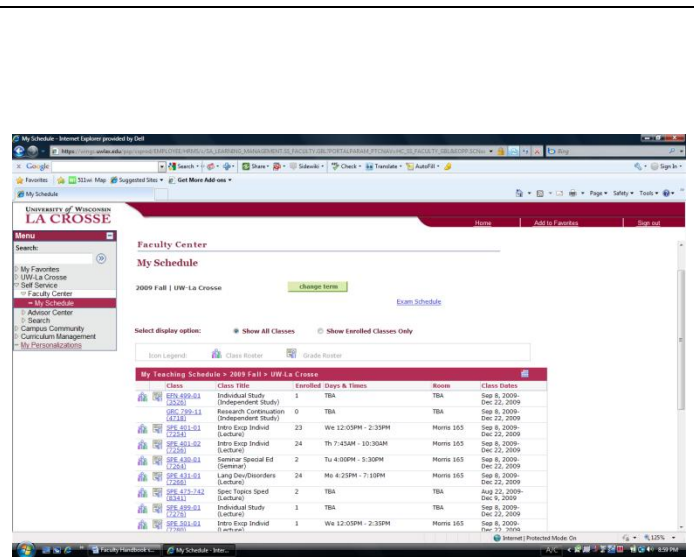 My Schedule - Internet Explorer provided by Dell
Bing
Google Search Share Sidewiki Check Translate AutoFill Sign In
Favorites 511wi Map Suggested Sites Get More Add-ons
My Schedule Page Safety Tools
UNIVERSITY of WISCONSIN
LA CROSSE
Home Add to Favorites Sign out
Menu
Search:
My Favorites
UW-La Crosse
Self Service
Faculty Center
My Schedule
Advisor Center
Search
Campus Community
Curriculum Management
My Personalizations
Faculty Center
My Schedule
2009 Fall | UW-La Crosse change term
Exam Schedule
Select display option: Show All Classes Show Enrolled Classes Only
Icon Legend: Class Roster Grade Roster
My Teaching Schedule > 2009 Fall > UW-La Crosse
Class Class Title Enrolled Days & Times Room Class Dates
EFN 499-01 Individual Study 1 TBA TBA Sep 8, 2009-
(3526) (Independent Study) Dec 22, 2009
GRC 799-11 Research Continuation 0 TBA TBA Sep 8, 2009-
(4718) (Independent Study) Dec 22, 2009
SPE 401-01 Intro Excp Individ 23 We 12:05PM - 2:35PM Morris 165 Sep 8, 2009-
(7254) (Lecture) Dec 22, 2009
SPE 401-02 Intro Excp Individ 24 Th 7:45AM - 10:30AM Morris 165 Sep 8, 2009-
(7256) (Lecture) Dec 22, 2009
SPE 430-01 Seminar Special Ed 2 Tu 4:00PM - 5:30PM Morris 165 Sep 8, 2009-
(7264) (Seminar) Dec 22, 2009
SPE 431-01 Lang Dev/Disorders 24 Mo 4:25PM - 7:10PM Morris 165 Sep 8, 2009-
(7266) (Lecture) Dec 22, 2009
SPE 475-742 Spec Topics Sped 2 TBA TBA Aug 22, 2009-
(8341) (Lecture) Dec 9, 2009
SPE 499-01 Individual Study 1 TBA TBA Sep 8, 2009-
(7276) (Lecture) Dec 22, 2009
SPE 501-01 Intro Excp Individ 1 We 12:05PM - 2:35PM Morris 165 Sep 8, 2009-
(Lecture) Dec 22, 2009
Internet | Protected Mode: On 125%
Faculty Handbook s... My Schedule - Inter... A/C 8:59 PM